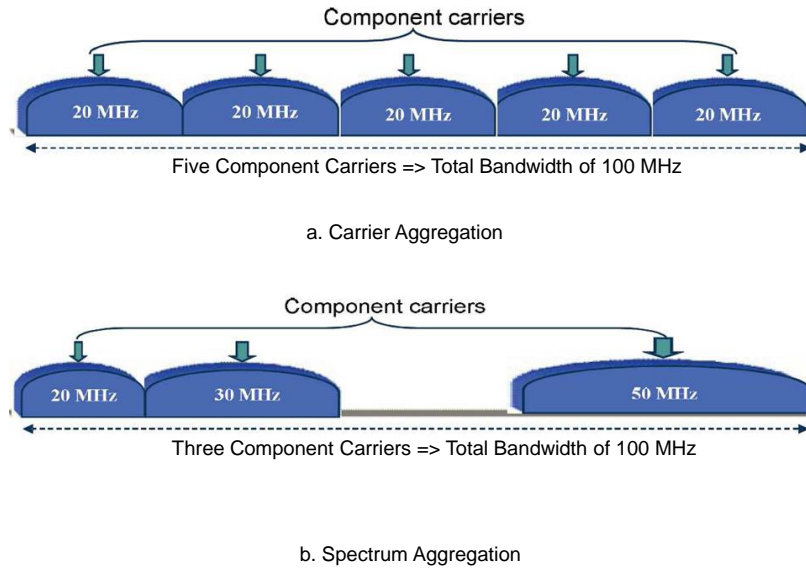 Component carriers
20 MHz 20 MHz 20 MHz 20 MHz 20 MHz
Five Component Carriers => Total Bandwidth of 100 MHz
a. Carrier Aggregation
Component carriers
20 MHz 30 MHz 50 MHz
Three Component Carriers => Total Bandwidth of 100 MHz
b. Spectrum Aggregation